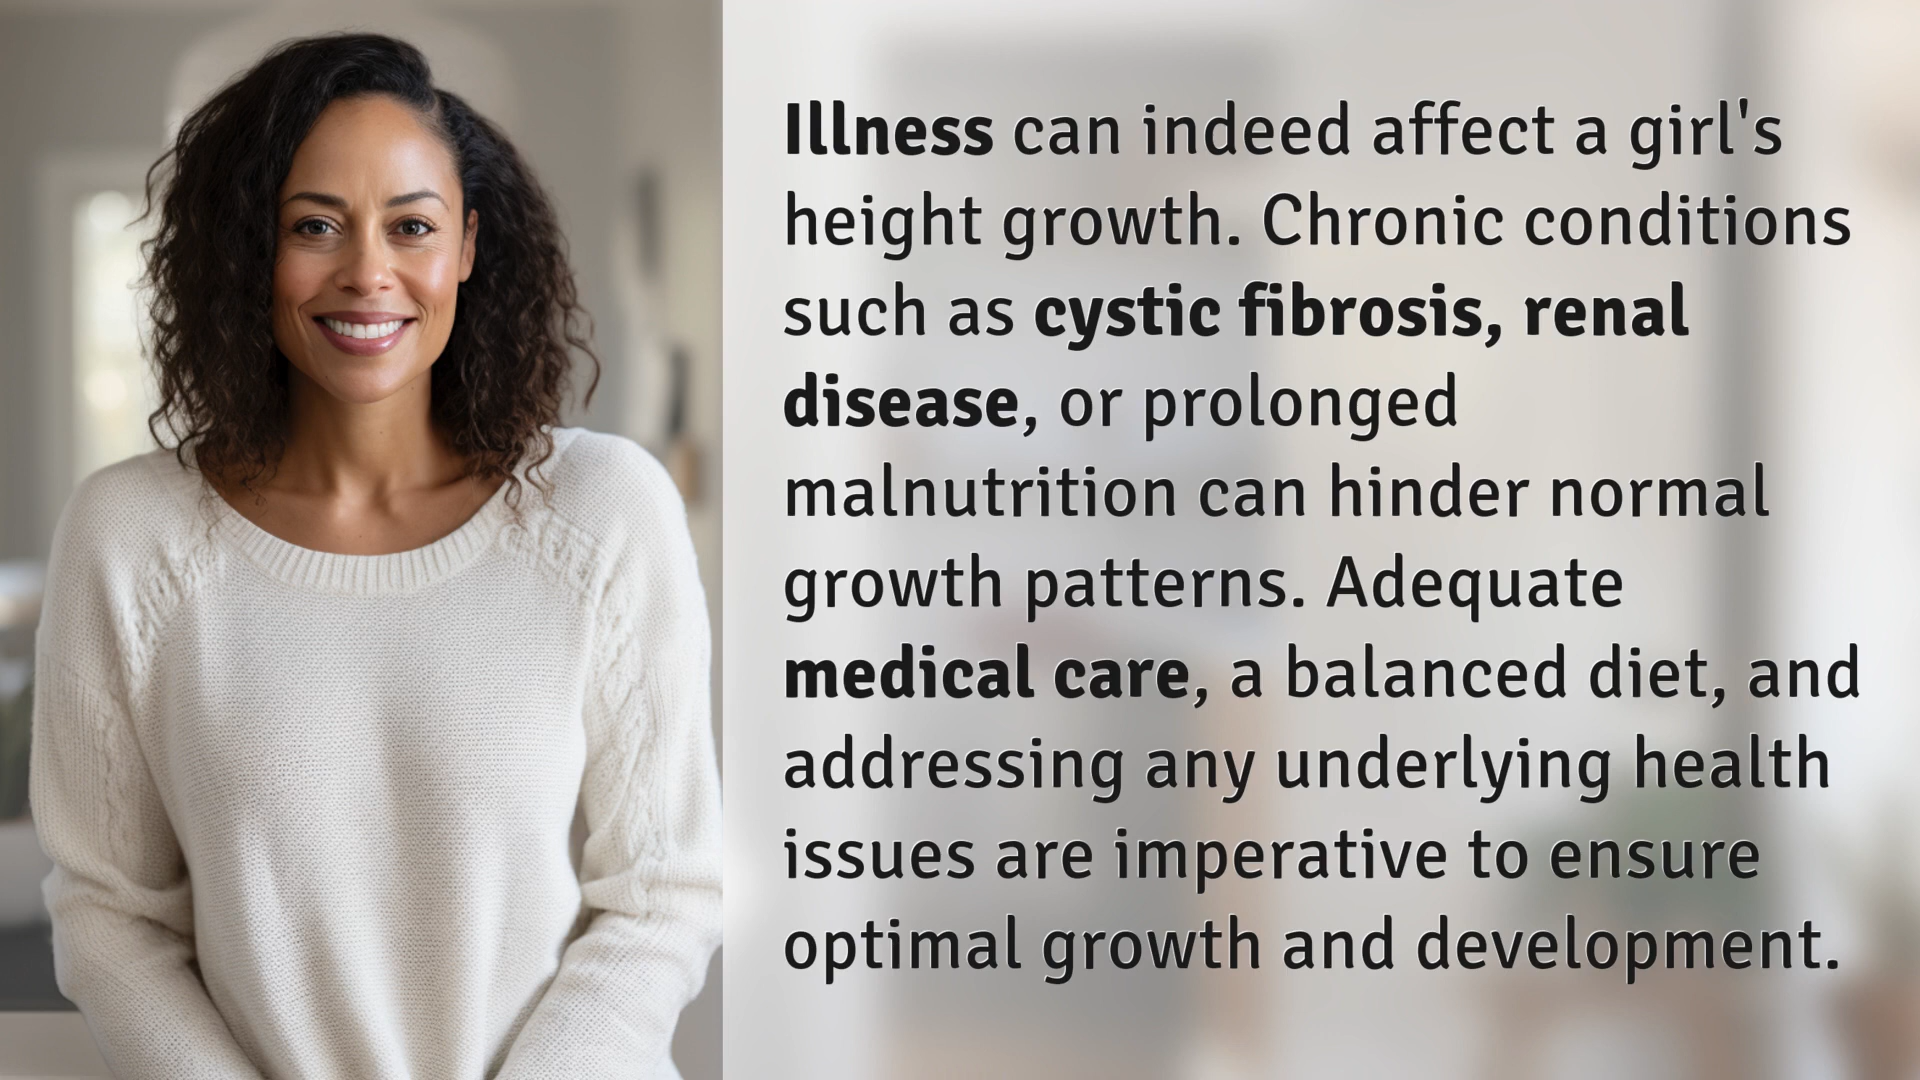 Illness can indeed affect a girl's
height growth. Chronic conditions
such as cystic fibrosis, renal
disease, or prolonged
malnutrition can hinder normal
growth patterns. Adequate
medical care, a balanced diet, and
addressing any underlying health
issues are imperative to ensure
optimal growth and development.